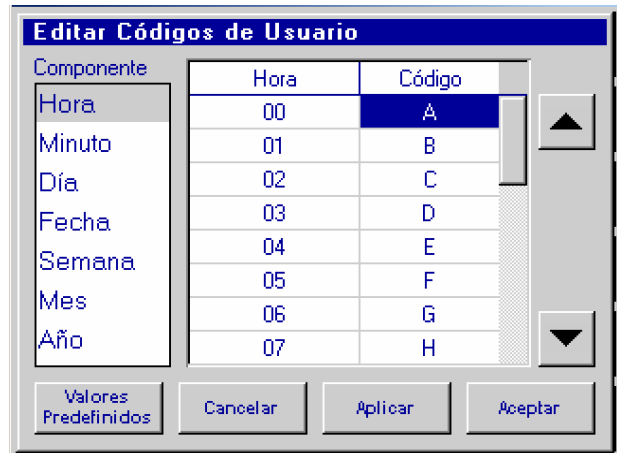 Editar Códigos de Usuario
Componente
Hora
Minuto
Día
Fecha
Semana
Mes
Año
Hora Código
00 A
01 B
02 C
03 D
04 E
05 F
06 G
07 H
Valores
Predefinidos
Cancelar
Aplicar
Aceptar